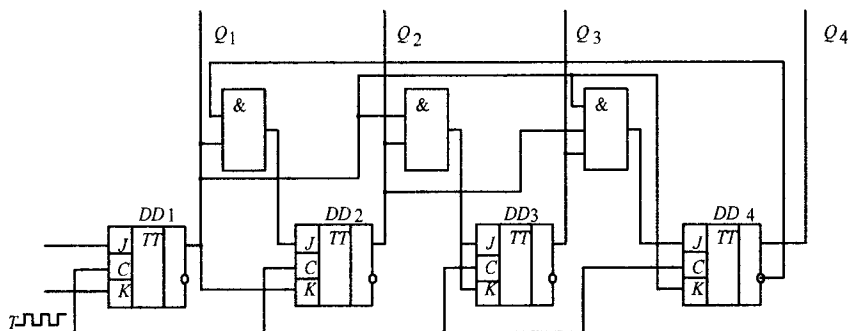 Q1 Q2 Q3 Q4
& & &
DD1 DD2 DD3 DD4
J TT J TT J TT J TT
C C C C
K K K K
T